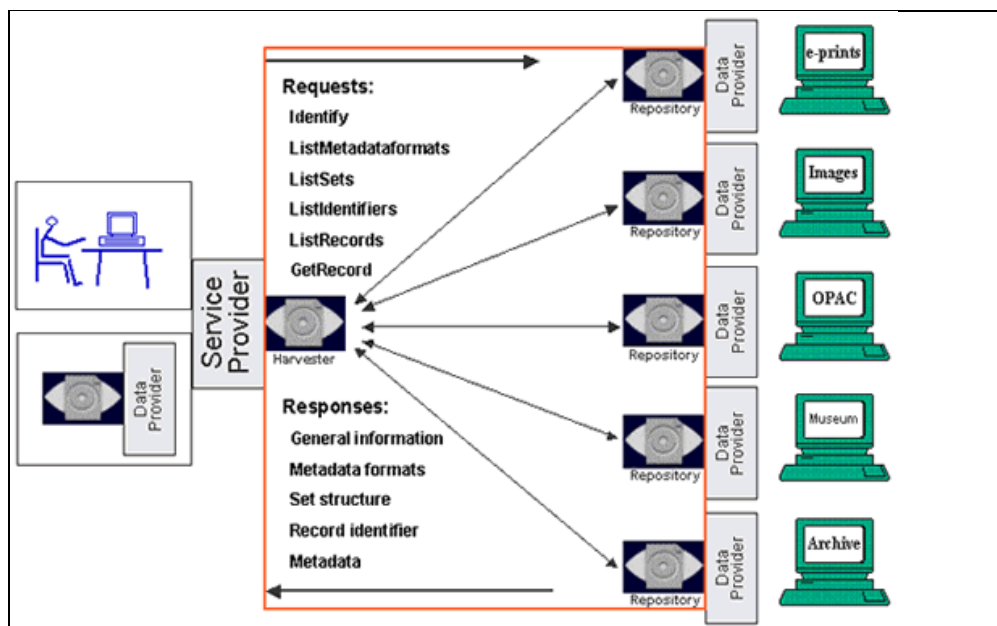 Requests:
Identify
ListMetadataformats
ListSets
ListIdentifiers
ListRecords
GetRecord
Service
Provider
Harvester
Data
Provider
Responses:
General information
Metadata formats
Set structure
Record identifier
Metadata
Repository
Data
Provider
e-prints
Repository
Data
Provider
Images
Repository
Data
Provider
OPAC
Repository
Data
Provider
Museum
Repository
Data
Provider
Archive